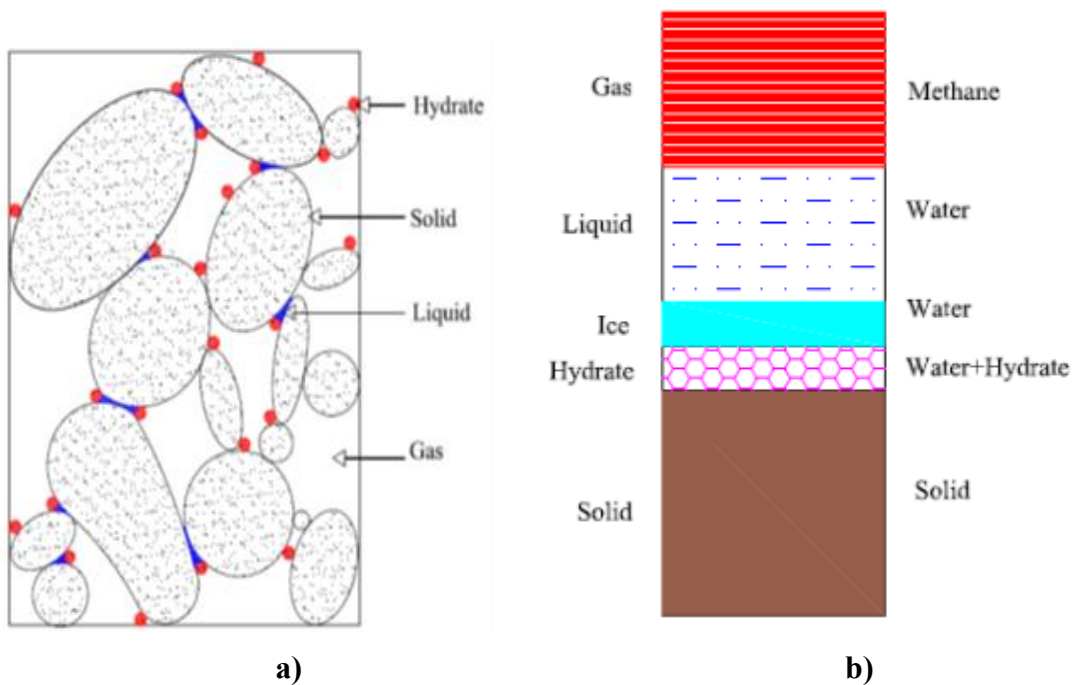 Hydrate
Solid
Liquid
Gas
a)
Gas Methane
Liquid Water
Ice Water
Hydrate Water+Hydrate
Solid Solid
b)